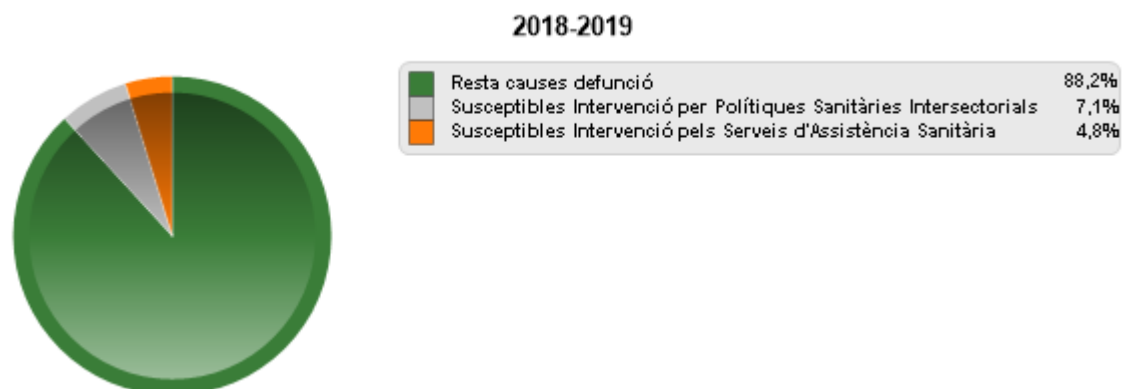 2018-2019
Resta causes defunció 88,2%
Susceptibles Intervenció per Polítiques Sanitàries Intersectorials 7,1%
Susceptibles Intervenció pels Serveis d'Assistència Sanitària 4,8%